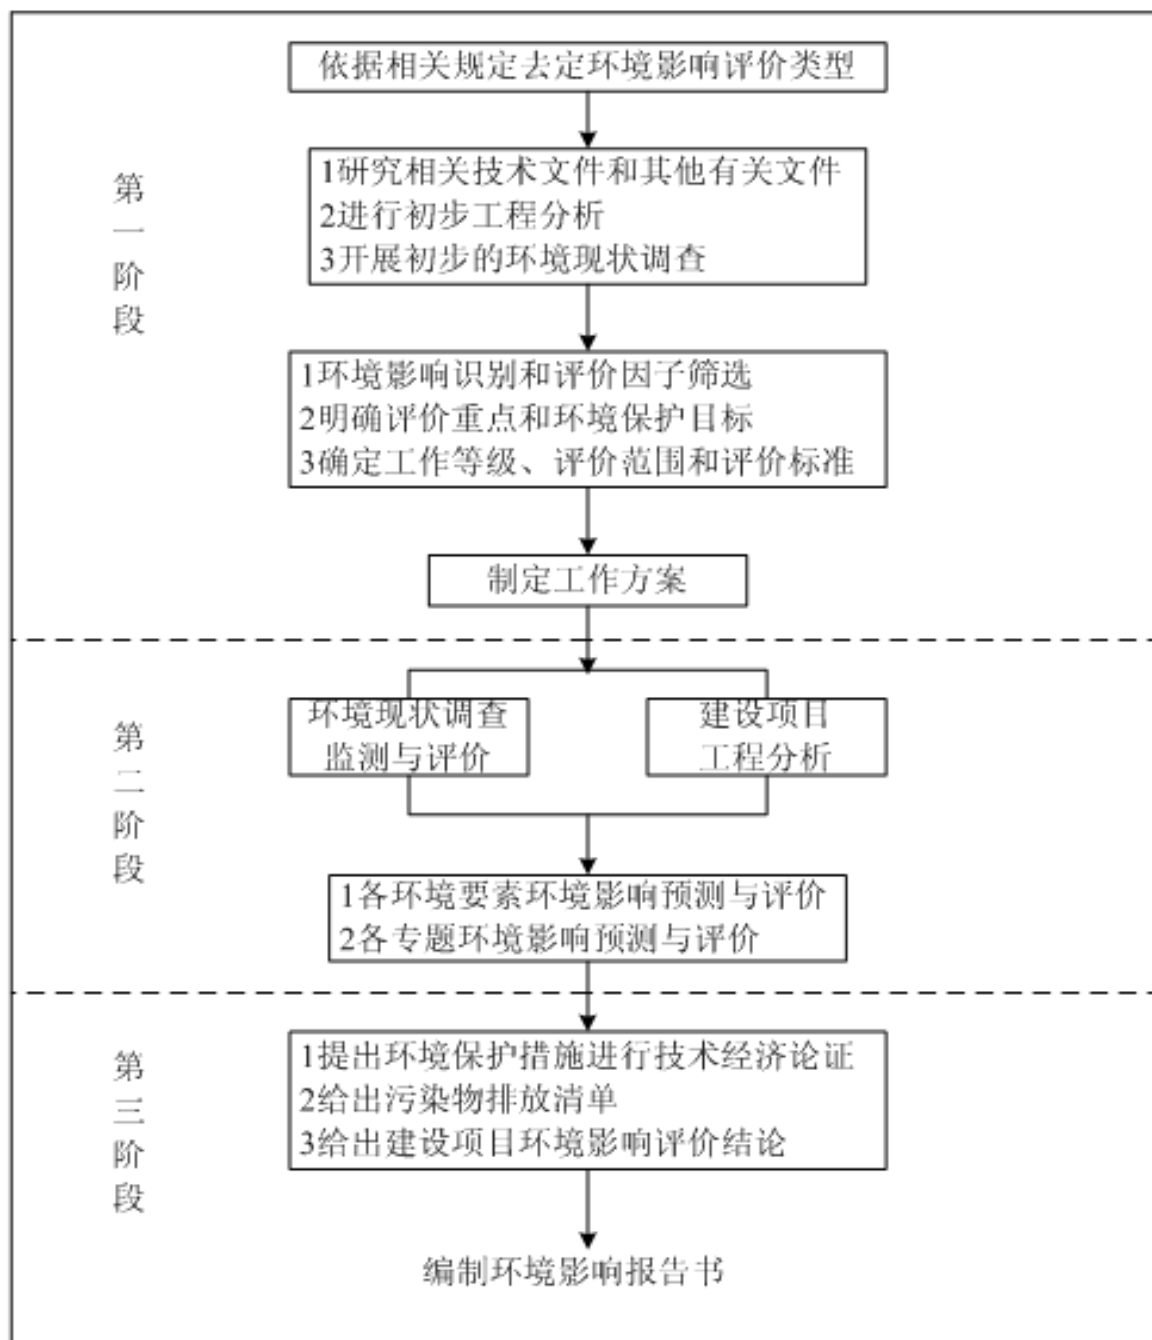 依据相关规定去定环境影响评价类型
1研究相关技术文件和其他有关文件
2进行初步工程分析
3开展初步的环境现状调查
第一阶段
1环境影响识别和评价因子筛选
2明确评价重点和环境保护目标
3确定工作等级、评价范围和评价标准
制定工作方案
第二阶段
环境现状调查
监测与评价
建设项目
工程分析
1各环境要素环境影响预测与评价
2各专题环境影响预测与评价
第三阶段
1提出环境保护措施进行技术经济论证
2给出污染物排放清单
3给出建设项目环境影响评价结论
编制环境影响报告书